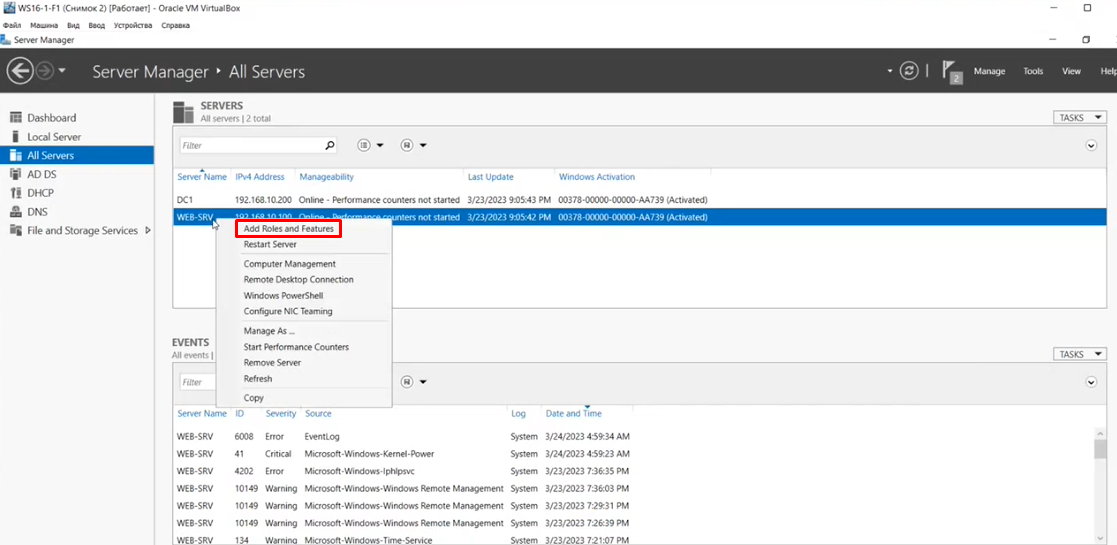 WS16-1-F1 (Снимок 2) [Работает] - Oracle VM VirtualBox
Файл Машина Вид Ввод Устройства Справка
Server Manager
Server Manager ‣ All Servers
2 Manage Tools View Help
Dashboard
Local Server
All Servers
AD DS
DHCP
DNS
File and Storage Services
SERVERS
All servers | 2 total
TASKS
Filter
Server Name IPv4 Address Manageability Last Update Windows Activation
DC1 192.168.10.200 Online - Performance counters not started 3/23/2023 9:05:43 PM 00378-00000-00000-AA739 (Activated)
WEB-SRV 192.168.10.100 Online - Performance counters not started 3/23/2023 9:05:42 PM 00378-00000-00000-AA739 (Activated)
Add Roles and Features
Restart Server
Computer Management
Remote Desktop Connection
Windows PowerShell
Configure NIC Teaming
Manage As ...
Start Performance Counters
Remove Server
Refresh
Copy
EVENTS
All events |
TASKS
Filter
Server Name ID Severity Source Log Date and Time
WEB-SRV 6008 Error EventLog System 3/24/2023 4:59:34 AM
WEB-SRV 41 Critical Microsoft-Windows-Kernel-Power System 3/24/2023 4:59:23 AM
WEB-SRV 4202 Error Microsoft-Windows-Iphlpsvc System 3/23/2023 7:36:35 PM
WEB-SRV 10149 Warning Microsoft-Windows-Windows Remote Management System 3/23/2023 7:36:03 PM
WEB-SRV 10149 Warning Microsoft-Windows-Windows Remote Management System 3/23/2023 7:29:31 PM
WEB-SRV 10149 Warning Microsoft-Windows-Windows Remote Management System 3/23/2023 7:26:39 PM
WEB-SRV 134 Warning Microsoft-Windows-Time-Service System 3/23/2023 7:21:07 PM